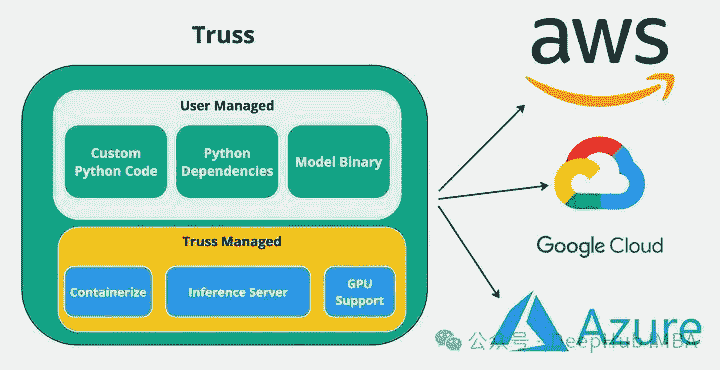 Truss
User Managed
Custom
Python Code
Python
Dependencies
Model Binary
Truss Managed
Containerize
Inference Server
GPU
Support
aws
Google Cloud
Azure
公众号 · DeepHub IMBA